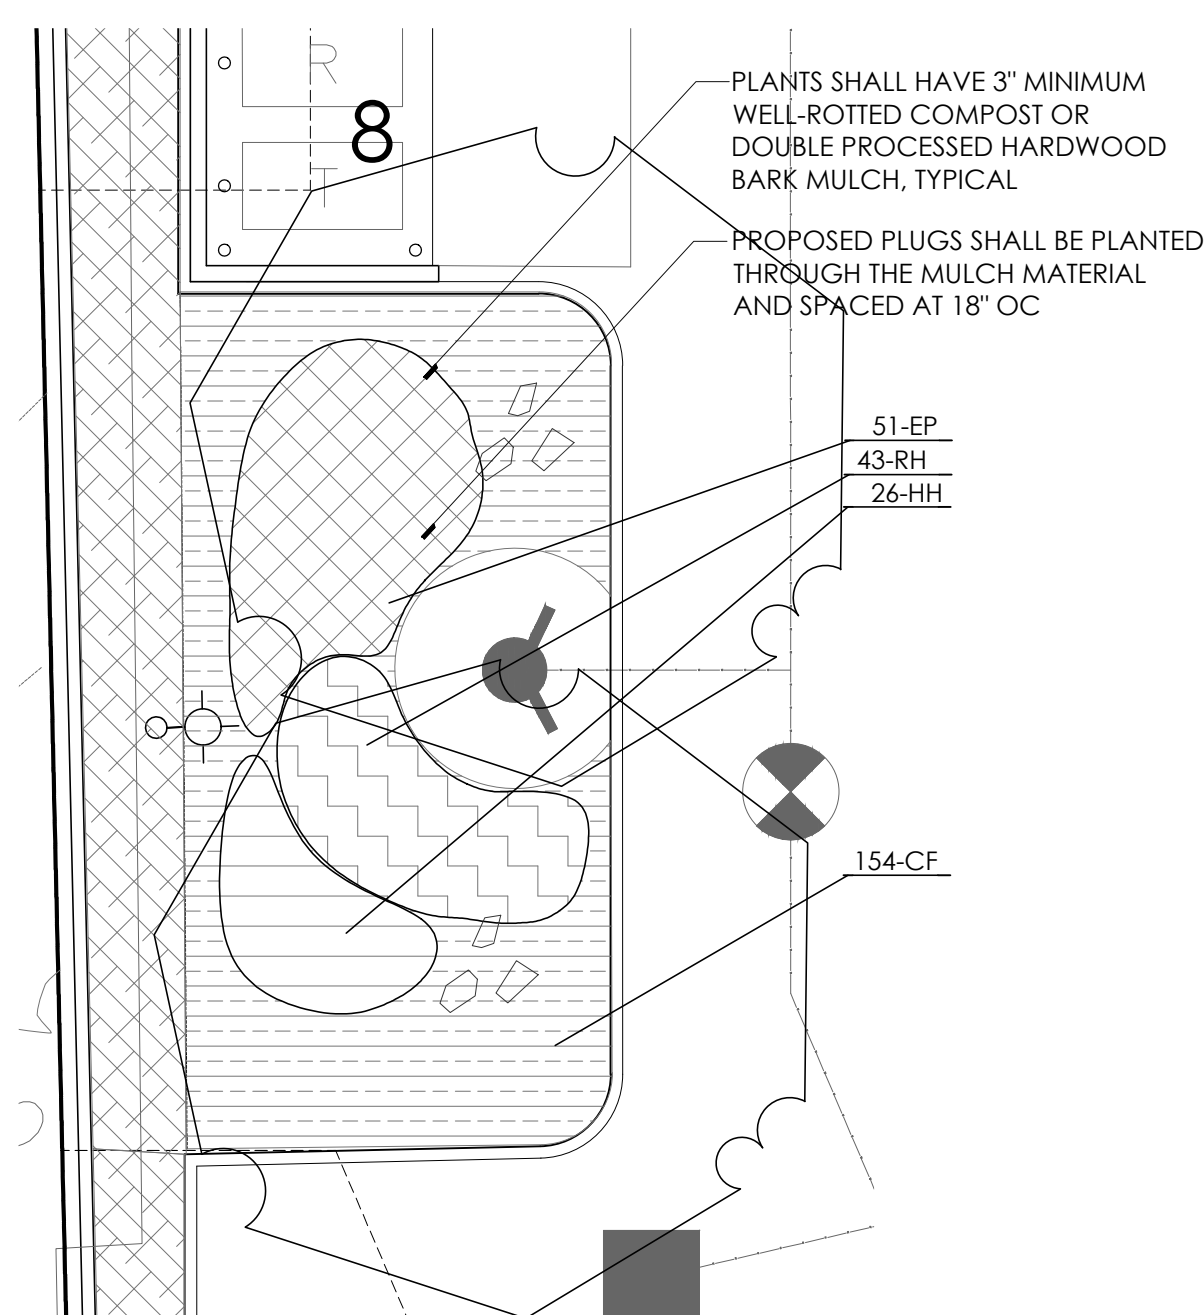 R
8
T
PLANTS SHALL HAVE 3" MINIMUM
WELL-ROTTED COMPOST OR
DOUBLE PROCESSED HARDWOOD
BARK MULCH, TYPICAL
PROPOSED PLUGS SHALL BE PLANTED
THROUGH THE MULCH MATERIAL
AND SPACED AT 18" OC
51-EP
43-RH
26-HH
154-CF